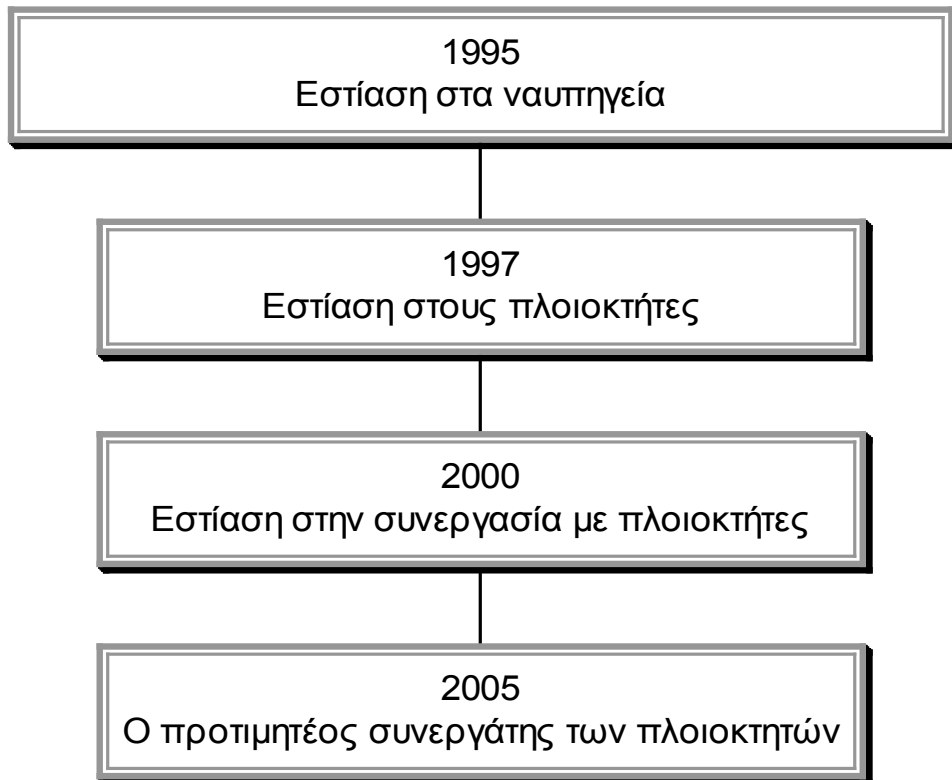 1995
Εστίαση στα ναυπηγεία
1997
Εστίαση στους πλοιοκτήτες
2000
Εστίαση στην συνεργασία με πλοιοκτήτες
2005
Ο προτιμητέος συνεργάτης των πλοιοκτητών